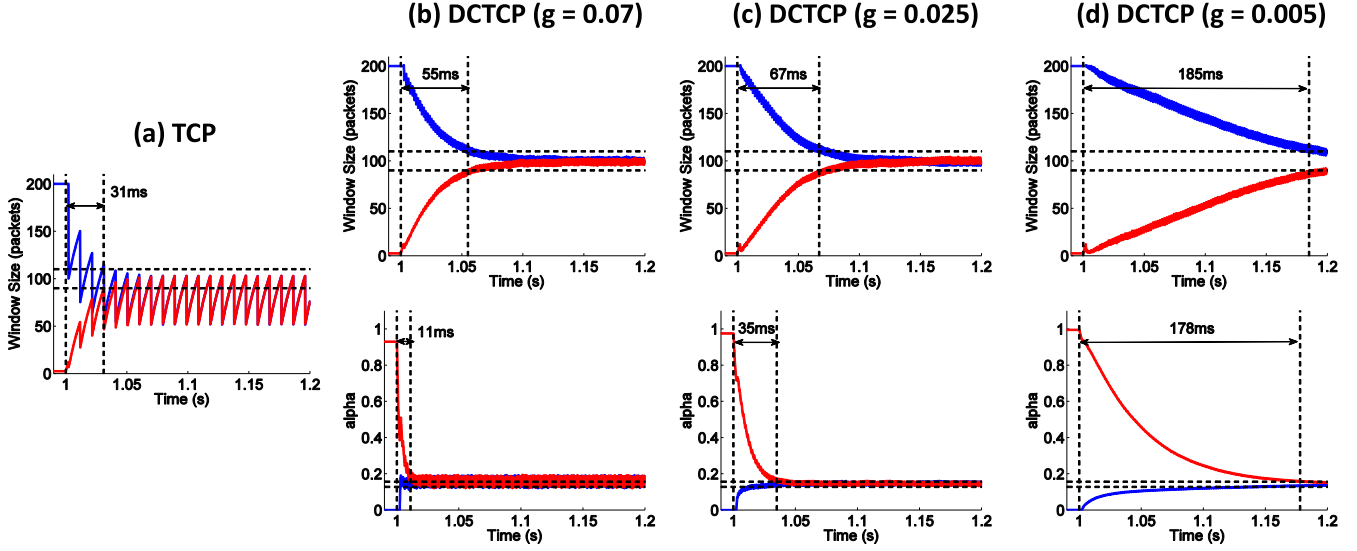 (a) TCP
Window Size (packets)
200
150
100
50
0
31ms
1 1.05 1.1 1.15 1.2
Time (s)
(b) DCTCP (g = 0.07)
Window Size (packets)
200
150
100
50
0
55ms
1 1.05 1.1 1.15 1.2
Time (s)
alpha
1
0.8
0.6
0.4
0.2
0
11ms
1 1.05 1.1 1.15 1.2
Time (s)
(c) DCTCP (g = 0.025)
Window Size (packets)
200
150
100
50
0
67ms
1 1.05 1.1 1.15 1.2
Time (s)
alpha
1
0.8
0.6
0.4
0.2
0
35ms
1 1.05 1.1 1.15 1.2
Time (s)
(d) DCTCP (g = 0.005)
Window Size (packets)
200
150
100
50
0
185ms
1 1.05 1.1 1.15 1.2
Time (s)
alpha
1
0.8
0.6
0.4
0.2
0
178ms
1 1.05 1.1 1.15 1.2
Time (s)